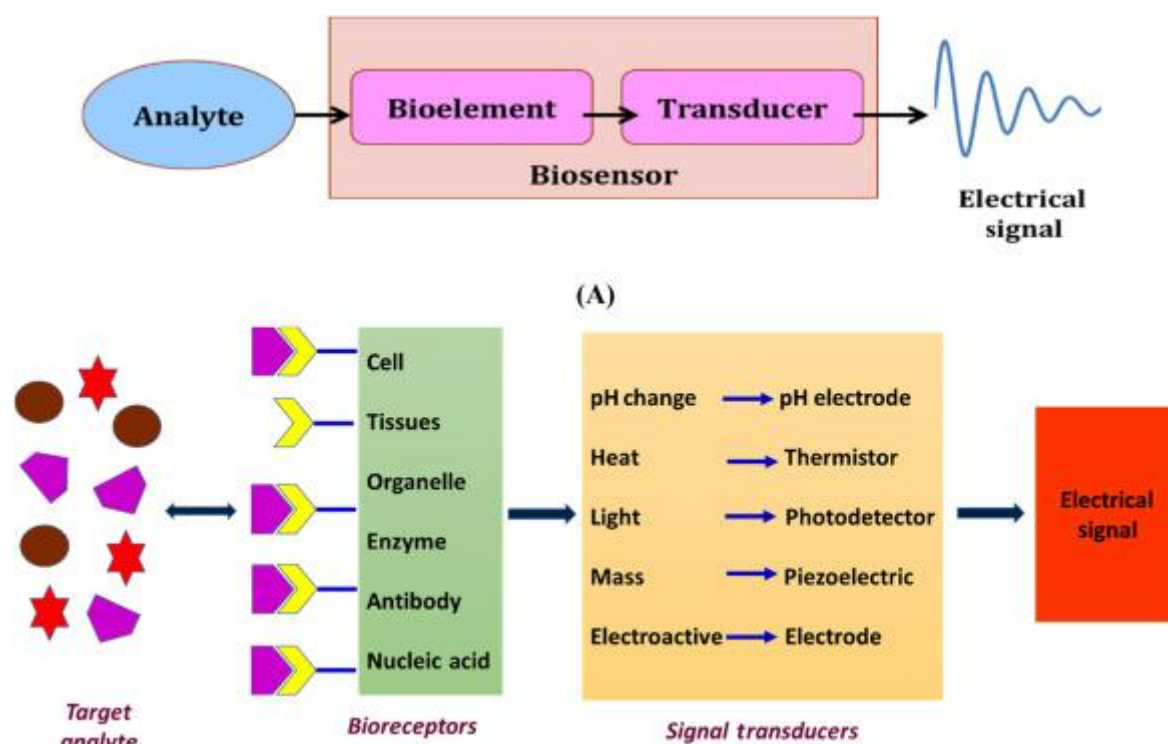 Analyte
Bioelement
Transducer
Biosensor
Electrical
signal
(A)
Cell
Tissues
Organelle
Enzyme
Antibody
Nucleic acid
pH change
pH electrode
Heat
Thermistor
Light
Photodetector
Mass
Piezoelectric
Electroactive
Electrode
Electrical
signal
Target
analyte
Bioreceptors
Signal transducers